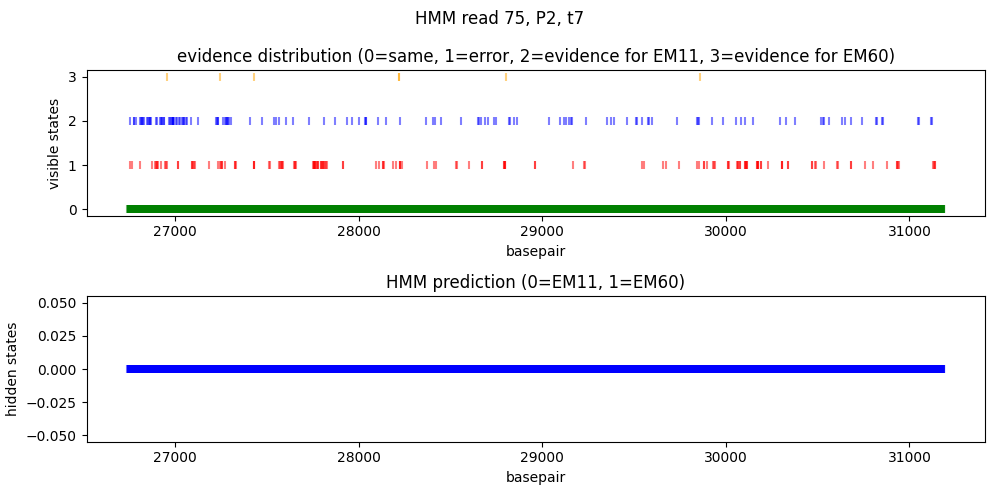 HMM read 75, P2, t7
evidence distribution (0=same, 1=error, 2=evidence for EM11, 3=evidence for EM60)
visible states
3
2
1
0
27000 28000 29000 30000 31000
basepair
HMM prediction (0=EM11, 1=EM60)
hidden states
0.050
0.025
0.000
−0.025
−0.050
27000 28000 29000 30000 31000
basepair